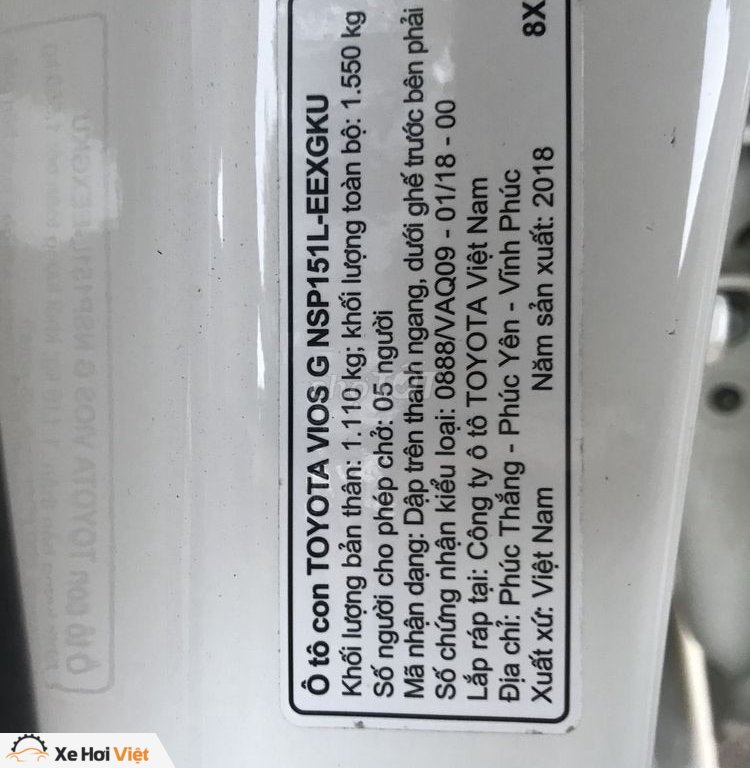 Ô tô con TOYOTA VIOS G NSP151L-EEXGKU
Khối lượng bản thân: 1.110 kg; khối lượng toàn bộ: 1.550 kg
Số người cho phép chở: 05 người
Mã nhận dạng: Dập trên thanh ngang, dưới ghế trước bên phải
Số chứng nhận kiểu loại: 0888/VAQ09 - 01/18 - 00
Lắp ráp tại: Công ty ô tô TOYOTA Việt Nam
Địa chỉ: Phúc Thắng - Phúc Yên - Vĩnh Phúc
Xuất xứ: Việt Nam Năm sản xuất: 2018 8X
Xe Hơi Việt